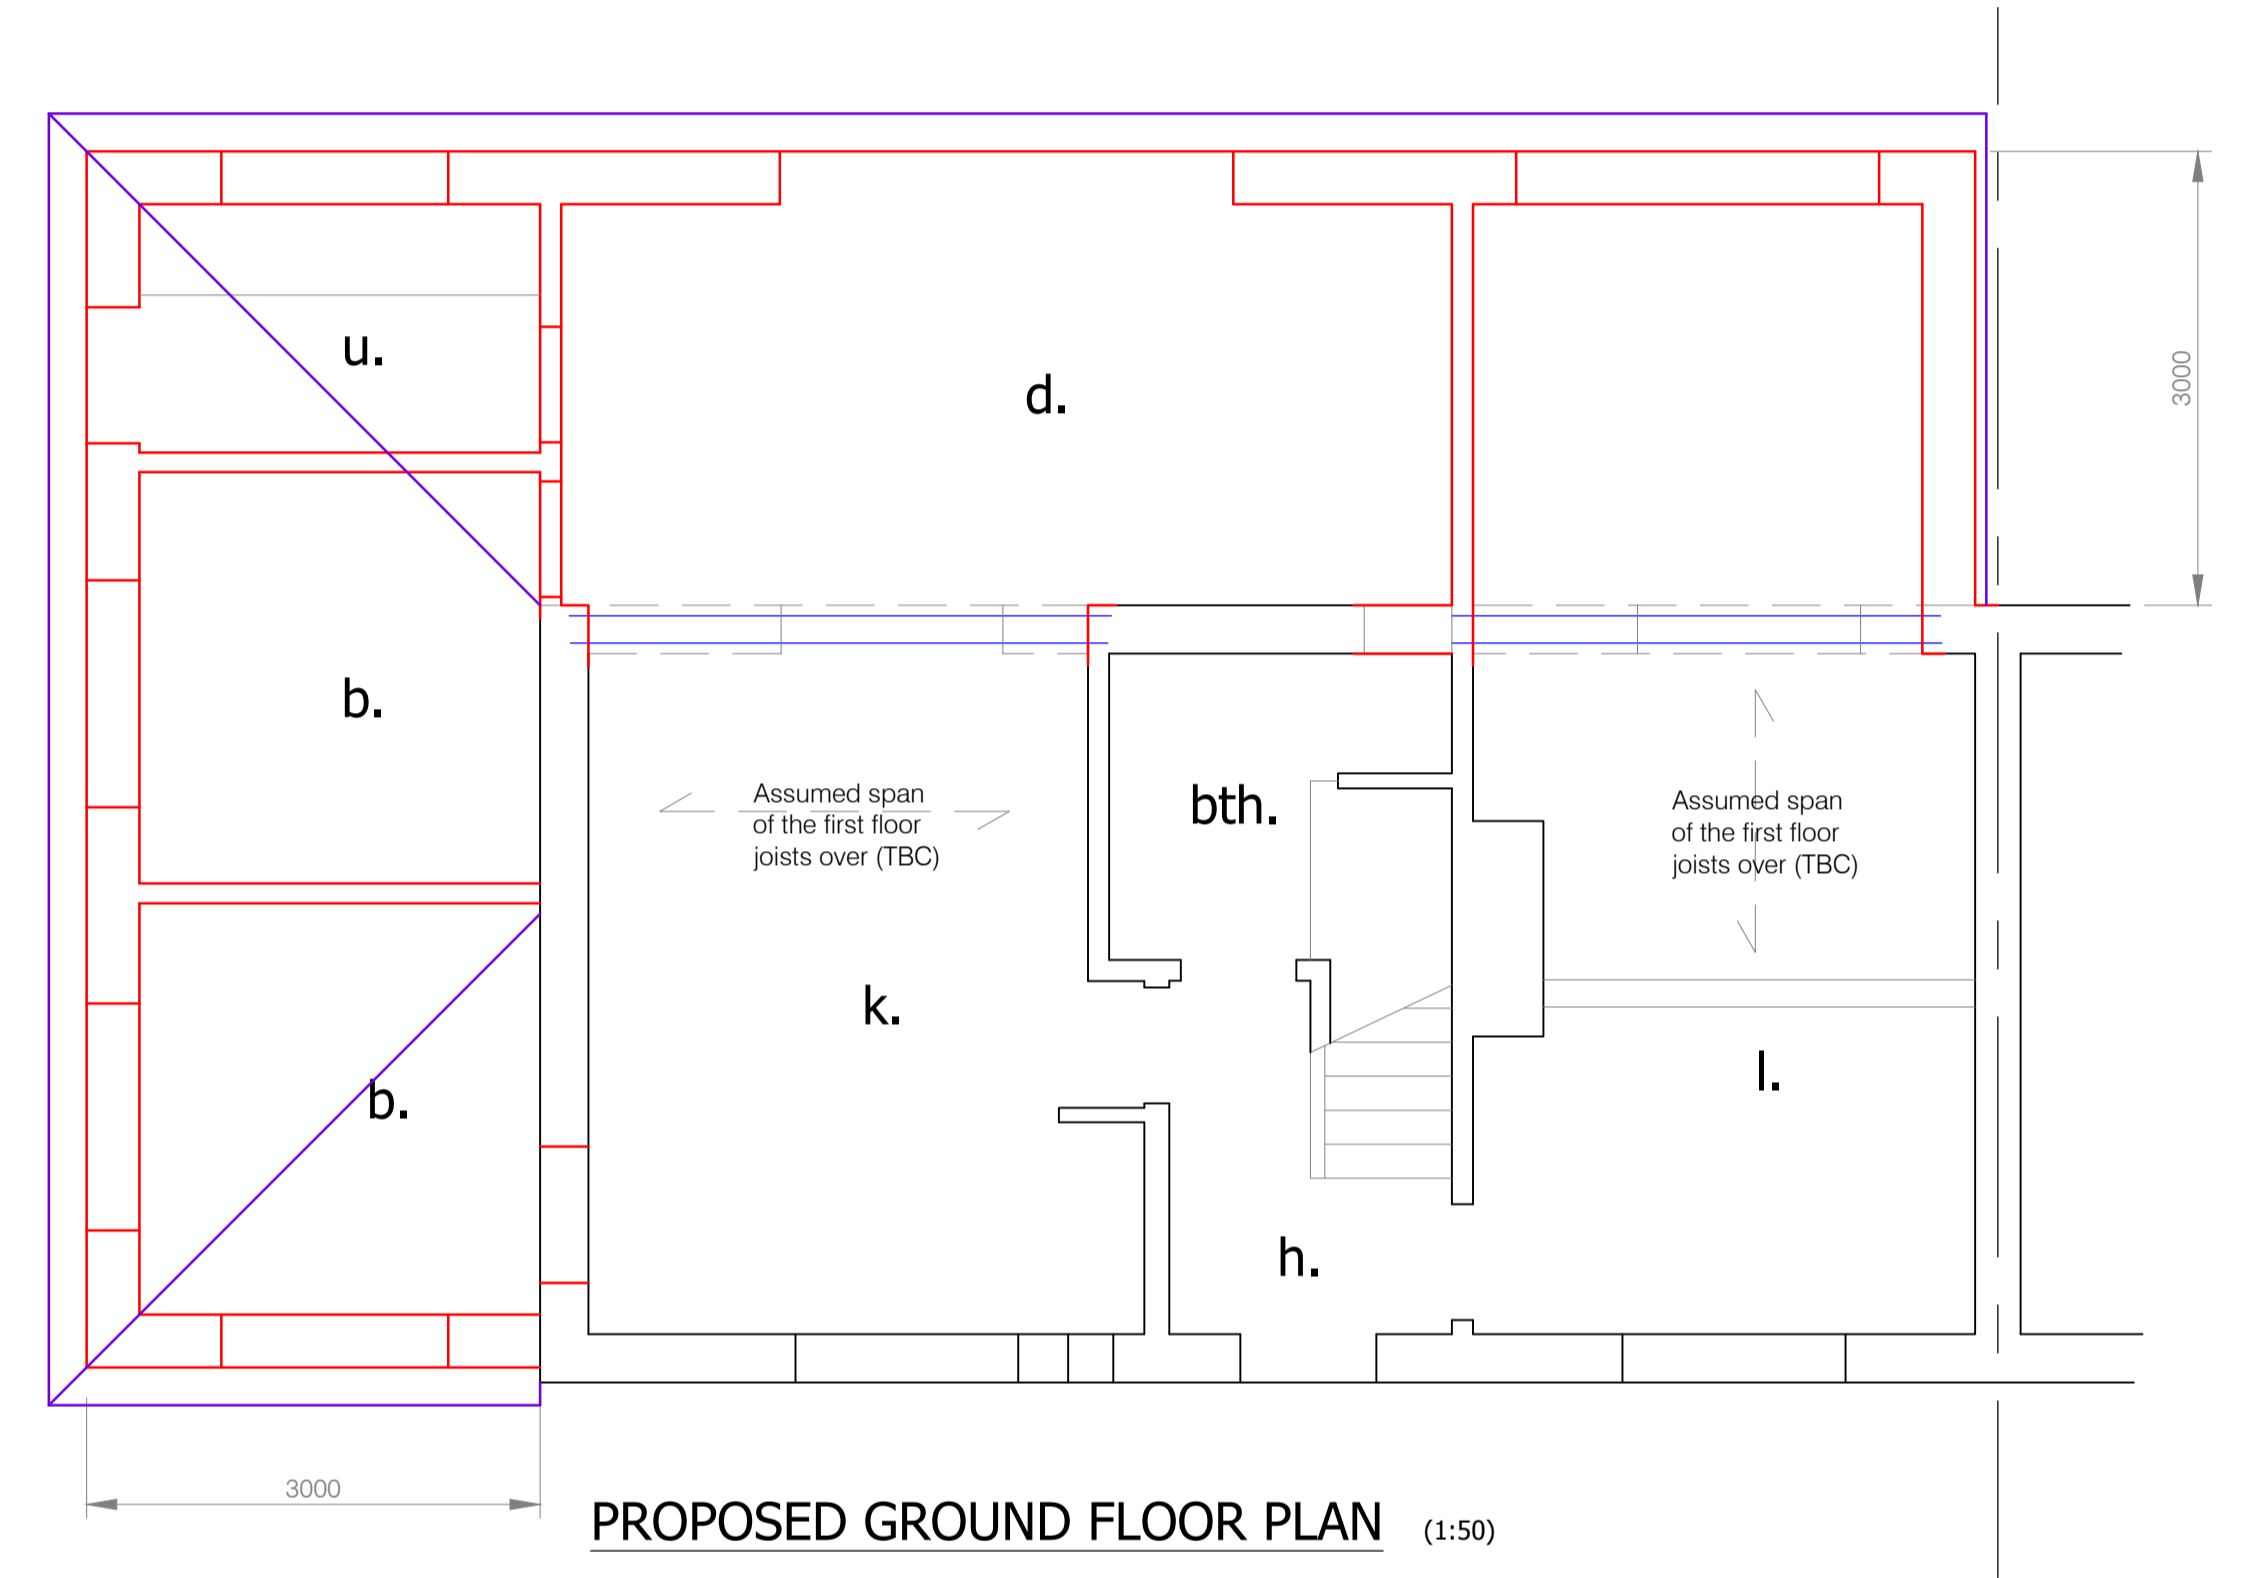 u.
d.
3000
b.
Assumed span
of the first floor
joists over (TBC)
bth.
Assumed span
of the first floor
joists over (TBC)
k.
l.
b.
h.
3000
PROPOSED GROUND FLOOR PLAN (1:50)